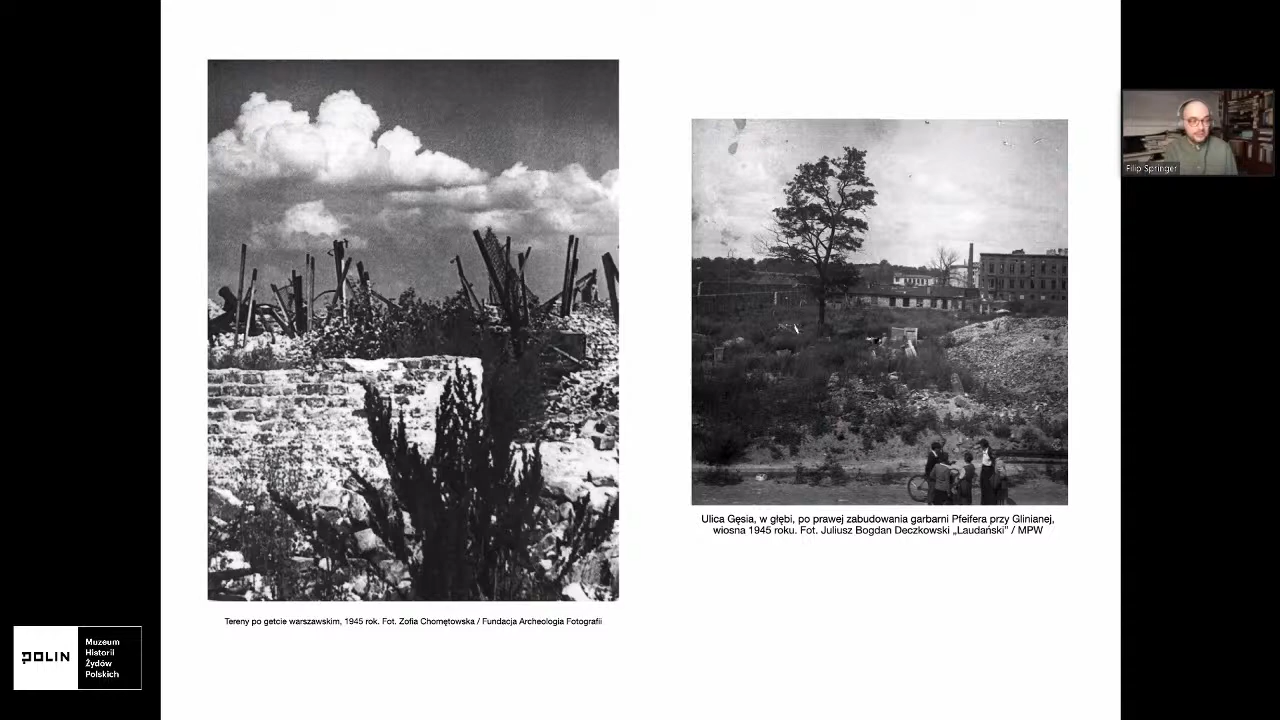 Filip Springer
Ulica Gęsia, w głębi, po prawej zabudowania garbarni Pfeifera przy Glinianej,
wiosna 1945 roku. Fot. Juliusz Bogdan Deczkowski „Laudański” / MPW
Tereny po getcie warszawskim, 1945 rok. Fot. Zofia Chomętowska / Fundacja Archeologia Fotografii
POLIN
Muzeum
Historii
Żydów
Polskich